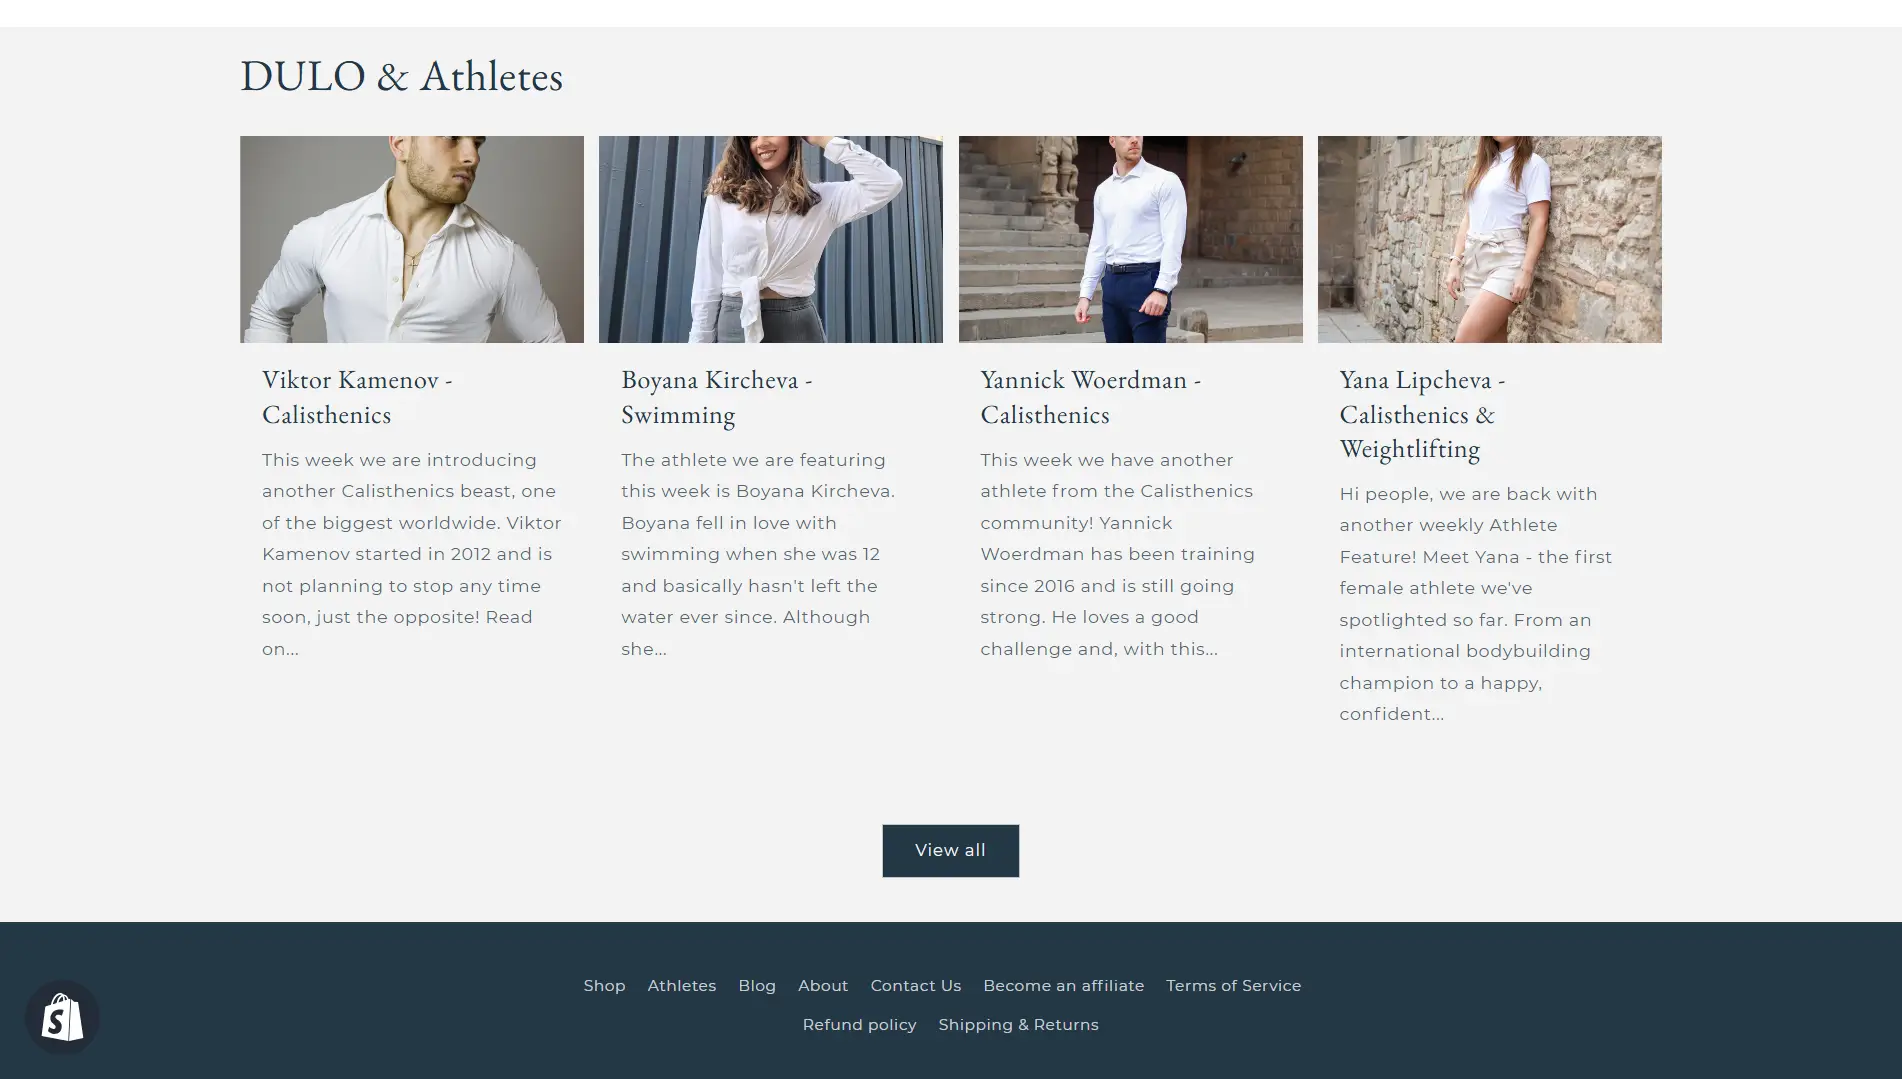 DULO & Athletes
Viktor Kamenov -
Calisthenics
This week we are introducing
another Calisthenics beast, one
of the biggest worldwide. Viktor
Kamenov started in 2012 and is
not planning to stop any time
soon, just the opposite! Read
on...
Boyana Kircheva -
Swimming
The athlete we are featuring
this week is Boyana Kircheva.
Boyana fell in love with
swimming when she was 12
and basically hasn't left the
water ever since. Although
she...
Yannick Woerdman -
Calisthenics
This week we have another
athlete from the Calisthenics
community! Yannick
Woerdman has been training
since 2016 and is still going
strong. He loves a good
challenge and, with this...
Yana Lipcheva -
Calisthenics &
Weightlifting
Hi people, we are back with
another weekly Athlete
Feature! Meet Yana - the first
female athlete we've
spotlighted so far. From an
international bodybuilding
champion to a happy,
confident...
View all
Shop Athletes Blog About Contact Us Become an affiliate Terms of Service
Refund policy Shipping & Returns
S